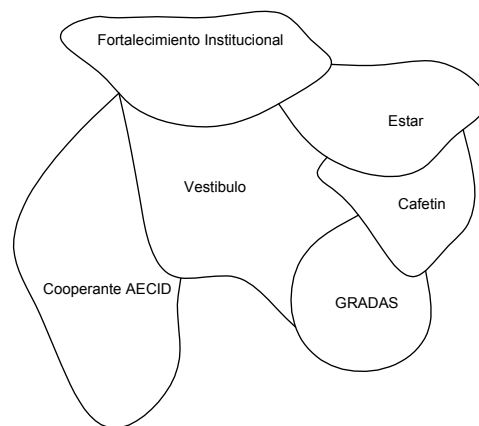 Fortalecimiento Institucional
Estar
Vestibulo
Cafetin
Cooperante AECID
GRADAS